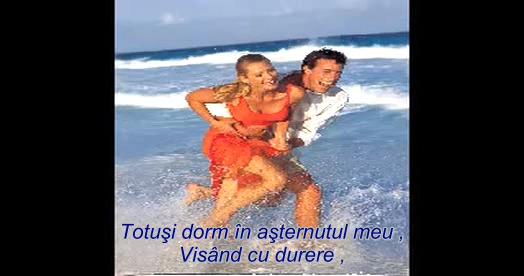 Totuşi dorm în aşternutul meu ,
Visând cu durere ,